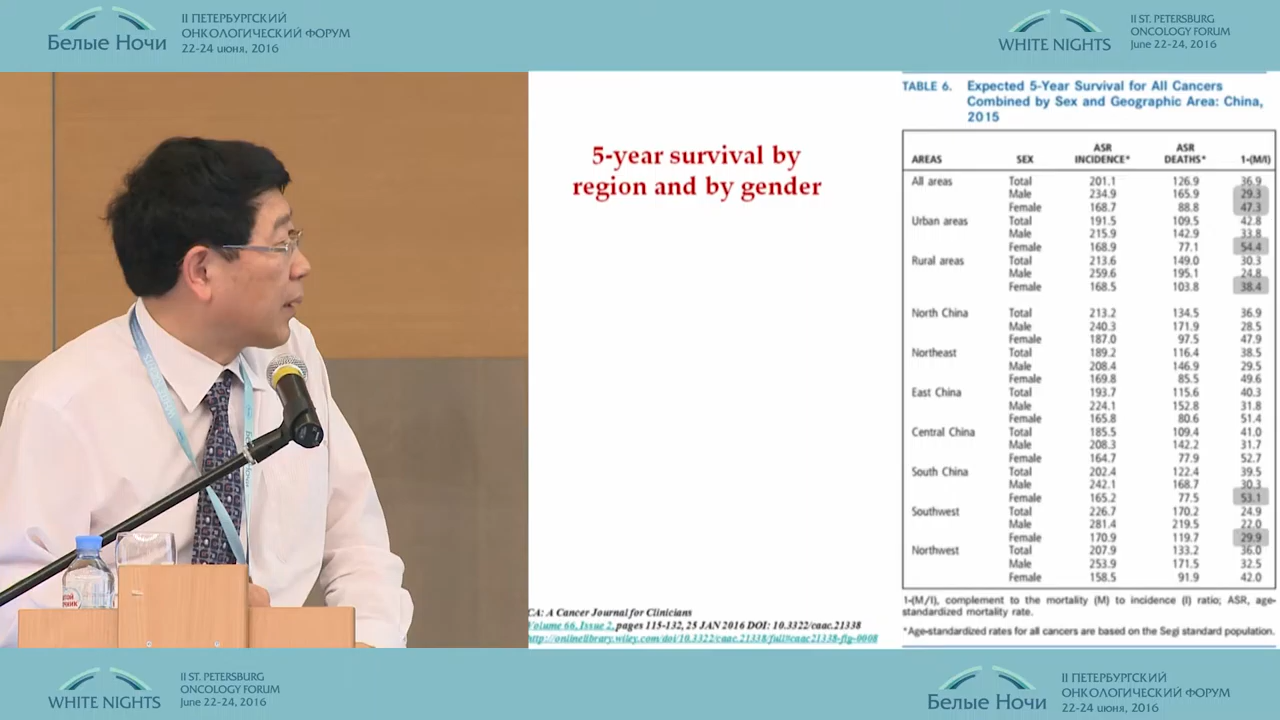 Белые Ночи
II ПЕТЕРБУРГСКИЙ
ОНКОЛОГИЧЕСКИЙ ФОРУМ
22-24 июня, 2016
WHITE NIGHTS
II ST. PETERSBURG
ONCOLOGY FORUM
June 22-24, 2016
5-year survival by
region and by gender
TABLE 6. Expected 5-Year Survival for All Cancers
Combined by Sex and Geographic Area: China,
2015
AREAS SEX ASR INCIDENCE* ASR DEATHS* 1-(M/I)
All areas Total 201.1 126.9 36.9
Male 234.9 165.9 29.3
Female 168.7 88.8 47.3
Urban areas Total 191.5 109.5 42.8
Male 215.9 142.9 33.8
Female 168.9 77.1 54.4
Rural areas Total 213.6 149.0 30.3
Male 259.6 195.1 24.8
Female 168.5 103.8 38.4
North China Total 213.2 134.5 36.9
Male 240.3 171.9 28.5
Female 187.0 97.5 47.9
Northeast Total 189.2 116.4 38.5
Male 208.4 146.9 29.5
Female 169.8 85.5 49.6
East China Total 193.7 115.6 40.3
Male 224.1 152.8 31.8
Female 165.8 80.6 51.4
Central China Total 185.5 109.4 41.0
Male 208.3 142.2 31.7
Female 164.7 77.9 52.7
South China Total 202.4 122.4 39.5
Male 242.1 168.7 30.3
Female 165.2 77.5 53.1
Southwest Total 226.7 170.2 24.9
Male 281.4 219.5 22.0
Female 170.9 119.7 29.9
Northwest Total 207.9 133.2 36.0
Male 253.9 171.5 32.5
Female 158.5 91.9 42.0
1-(M/I), complement to the mortality (M) to incidence (I) ratio; ASR, age-
standardized mortality rate.
*Age-standardized rates for all cancers are based on the Segi standard population.
CA: A Cancer Journal for Clinicians
Volume 66, Issue 2, pages 115-132, 25 JAN 2016 DOI: 10.3322/caac.21338
http://onlinelibrary.wiley.com/doi/10.3322/caac.21338/full#caac21338-fig-0008
WHITE NIGHTS
II ST. PETERSBURG
ONCOLOGY FORUM
June 22-24, 2016
Белые Ночи
II ПЕТЕРБУРГСКИЙ
ОНКОЛОГИЧЕСКИЙ ФОРУМ
22-24 июня, 2016